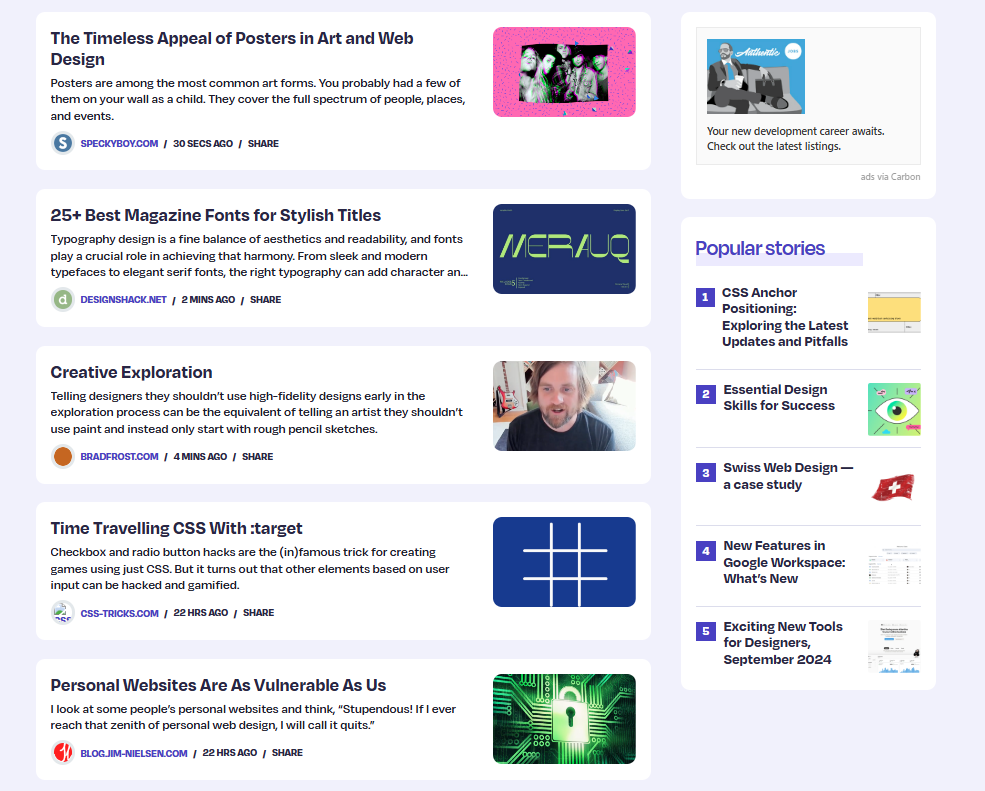 The Timeless Appeal of Posters in Art and Web
Design
Posters are among the most common art forms. You probably had a few of
them on your wall as a child. They cover the full spectrum of people, places,
and events.
S
SPECKYBOY.COM / 30 SECS AGO / SHARE
25+ Best Magazine Fonts for Stylish Titles
Typography design is a fine balance of aesthetics and readability, and fonts
play a crucial role in achieving that harmony. From sleek and modern
typefaces to elegant serif fonts, the right typography can add character an...
MERAUQ
d
DESIGNSHACK.NET / 2 MINS AGO / SHARE
Creative Exploration
Telling designers they shouldn’t use high-fidelity designs early in the
exploration process can be the equivalent of telling an artist they shouldn’t
use paint and instead only start with rough pencil sketches.
BRADFROST.COM / 4 MINS AGO / SHARE
Time Travelling CSS With :target
Checkbox and radio button hacks are the (in)famous trick for creating
games using just CSS. But it turns out that other elements based on user
input can be hacked and gamified.
CSS-TRICKS.COM / 22 HRS AGO / SHARE
Personal Websites Are As Vulnerable As Us
I look at some people’s personal websites and think, “Stupendous! If I ever
reach that zenith of personal web design, I will call it quits.”
BLOG.JIM-NIELSEN.COM / 22 HRS AGO / SHARE
Authentic
Your new development career awaits.
Check out the latest listings.
ads via Carbon
Popular stories
1 CSS Anchor
Positioning:
Exploring the Latest
Updates and Pitfalls
2 Essential Design
Skills for Success
3 Swiss Web Design —
a case study
4 New Features in
Google Workspace:
What’s New
5 Exciting New Tools
for Designers,
September 2024